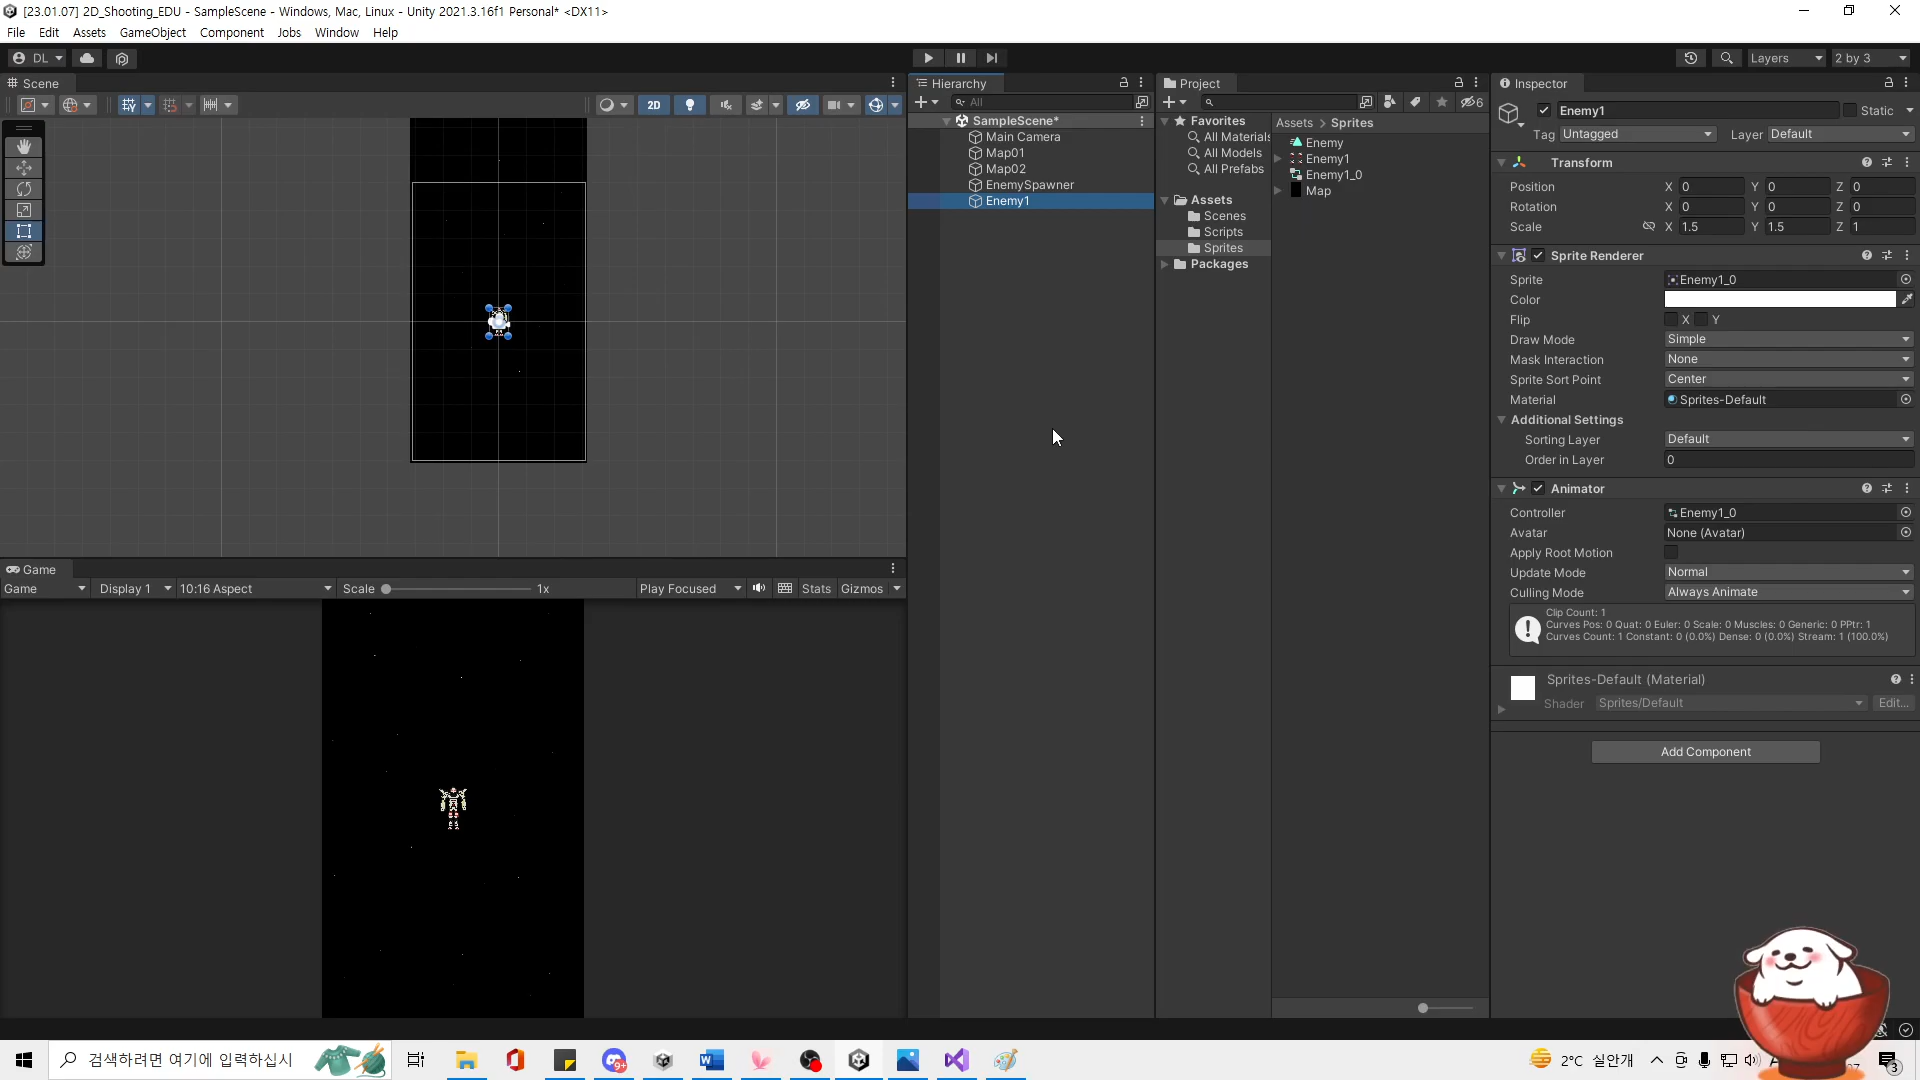 [23.01.07] 2D_Shooting_EDU - SampleScene - Windows, Mac, Linux - Unity 2021.3.16f1 Personal* <DX11>
File Edit Assets GameObject Component Jobs Window Help
DL Layers 2 by 3
Scene
2D
SampleScene*
Hierarchy
All
Main Camera
Map01
Map02
EnemySpawner
Enemy1
Project
6
Favorites
All Materials
All Models
All Prefabs
Assets
Scenes
Scripts
Sprites
Packages
Assets > Sprites
Enemy
Enemy1
Enemy1_0
Map
Inspector
Enemy1 Static
Tag Untagged Layer Default
Transform
Position X 0 Y 0 Z 0
Rotation X 0 Y 0 Z 0
Scale X 1.5 Y 1.5 Z 1
Sprite Renderer
Sprite Enemy1_0
Color
Flip X Y
Draw Mode Simple
Mask Interaction None
Sprite Sort Point Center
Material Sprites-Default
Additional Settings
Sorting Layer Default
Order in Layer 0
Animator
Controller Enemy1_0
Avatar None (Avatar)
Apply Root Motion
Update Mode Normal
Culling Mode Always Animate
Clip Count: 1
Curves Pos: 0 Quat: 0 Euler: 0 Scale: 0 Muscles: 0 Generic: 0 PPtr: 1
Curves Count: 1 Constant: 0 (0.0%) Dense: 0 (0.0%) Stream: 1 (100.0%)
Sprites-Default (Material)
Shader Sprites/Default Edit...
Add Component
Game
Game Display 1 10:16 Aspect Scale 1x Play Focused Stats Gizmos
검색하려면 여기에 입력하십시
9+
2°C 실안개
3